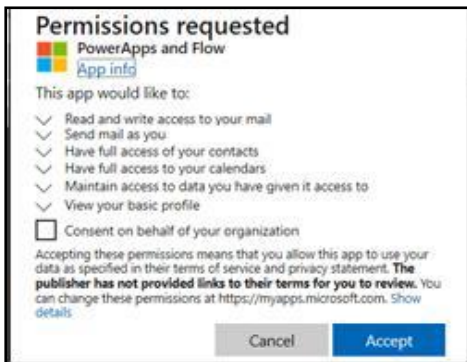 Permissions requested
PowerApps and Flow
App info
This app would like to:
Read and write access to your mail
Send mail as you
Have full access of your contacts
Have full access to your calendars
Maintain access to data you have given it access to
View your basic profile
Consent on behalf of your organization
Accepting these permissions means that you allow this app to use your
data as specified in their terms of service and privacy statement. The
publisher has not provided links to their terms for you to review. You
can change these permissions at https://myapps.microsoft.com. Show
details
Cancel
Accept